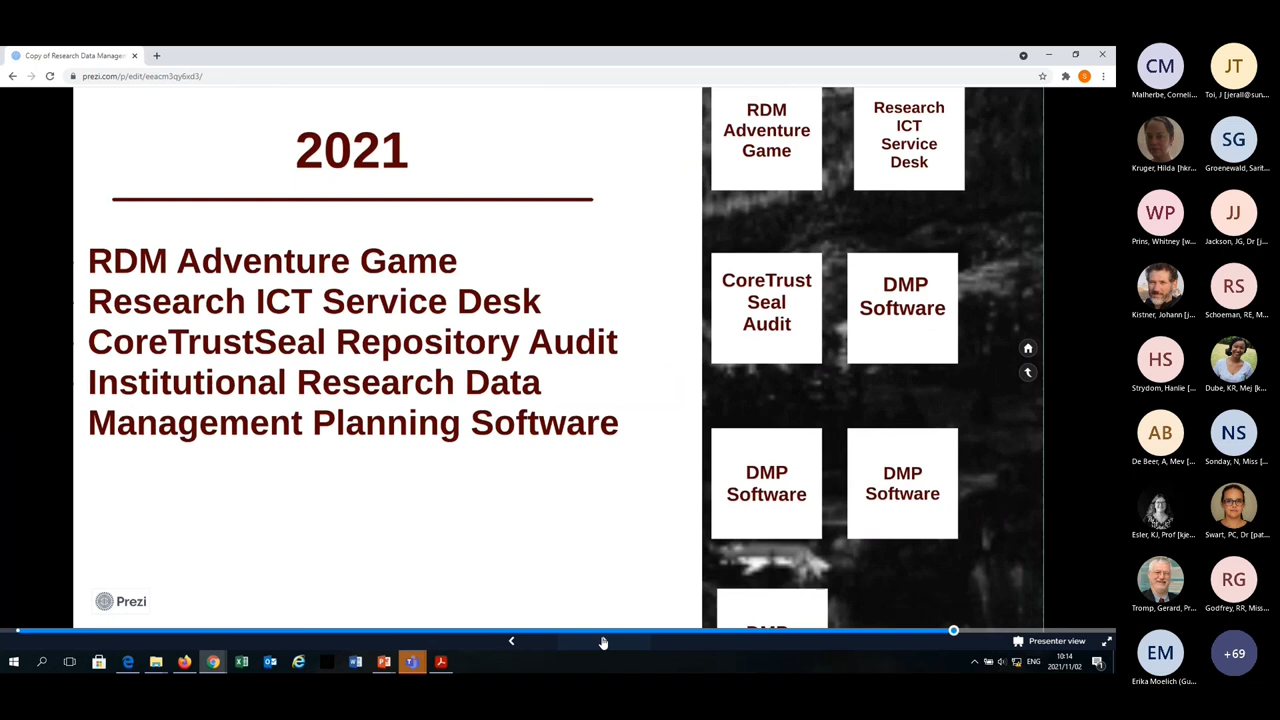 Copy of Research Data Manage
prezi.com/p/edit/eeacm3qy6xd3/
S
2021
RDM Adventure Game
Research ICT Service Desk
CoreTrustSeal Repository Audit
Institutional Research Data
Management Planning Software
Prezi
RDM
Adventure
Game
Research
ICT
Service
Desk
CoreTrust
Seal
Audit
DMP
Software
DMP
Software
DMP
Software
DMP
Presenter view
ENG
10:14
2021/11/02
CM
Malherbe, Corneli...
JT
Toi, J [jerall@sun...
Kruger, Hilda [hkr...
SG
Groenewald, Sarit...
WP
Prins, Whitney [w...
JJ
Jackson, JG, Dr [j...
Kistner, Johann [j...
RS
Schoeman, RE, M...
HS
Strydom, Hanlie [...
Dube, KR, Mej [k...
AB
De Beer, A, Mev [...
NS
Sonday, N, Miss [...
Esler, KJ, Prof [kje...
Swart, PC, Dr [pat...
Tromp, Gerard, Pr...
RG
Godfrey, RR, Miss...
EM
Erika Moelich (Gu...
+69